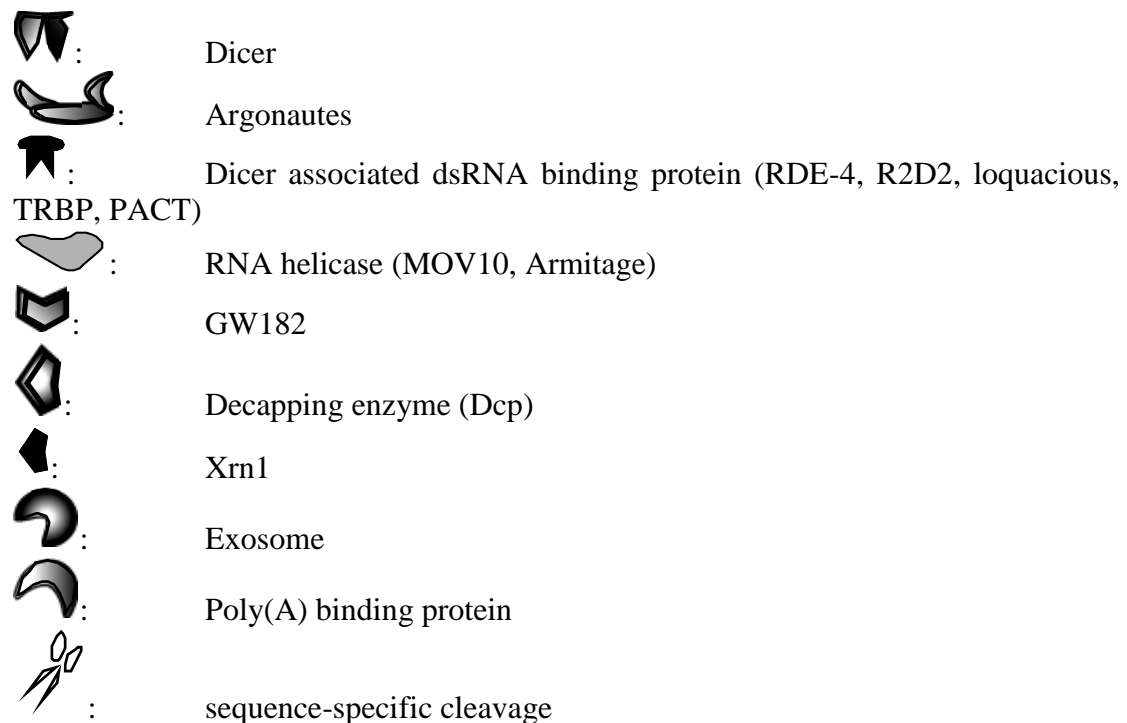 : Dicer
: Argonautes
: Dicer associated dsRNA binding protein (RDE-4, R2D2, loquacious,
TRBP, PACT)
: RNA helicase (MOV10, Armitage)
: GW182
: Decapping enzyme (Dcp)
: Xrn1
: Exosome
: Poly(A) binding protein
: sequence-specific cleavage